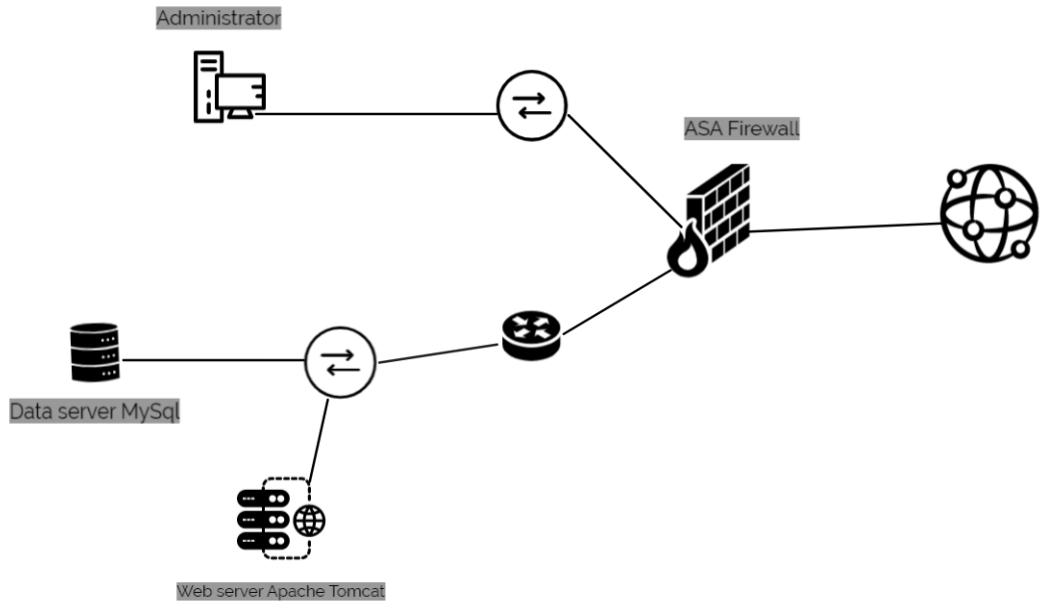 Administrator
ASA Firewall
Data server MySql
Web server Apache Tomcat